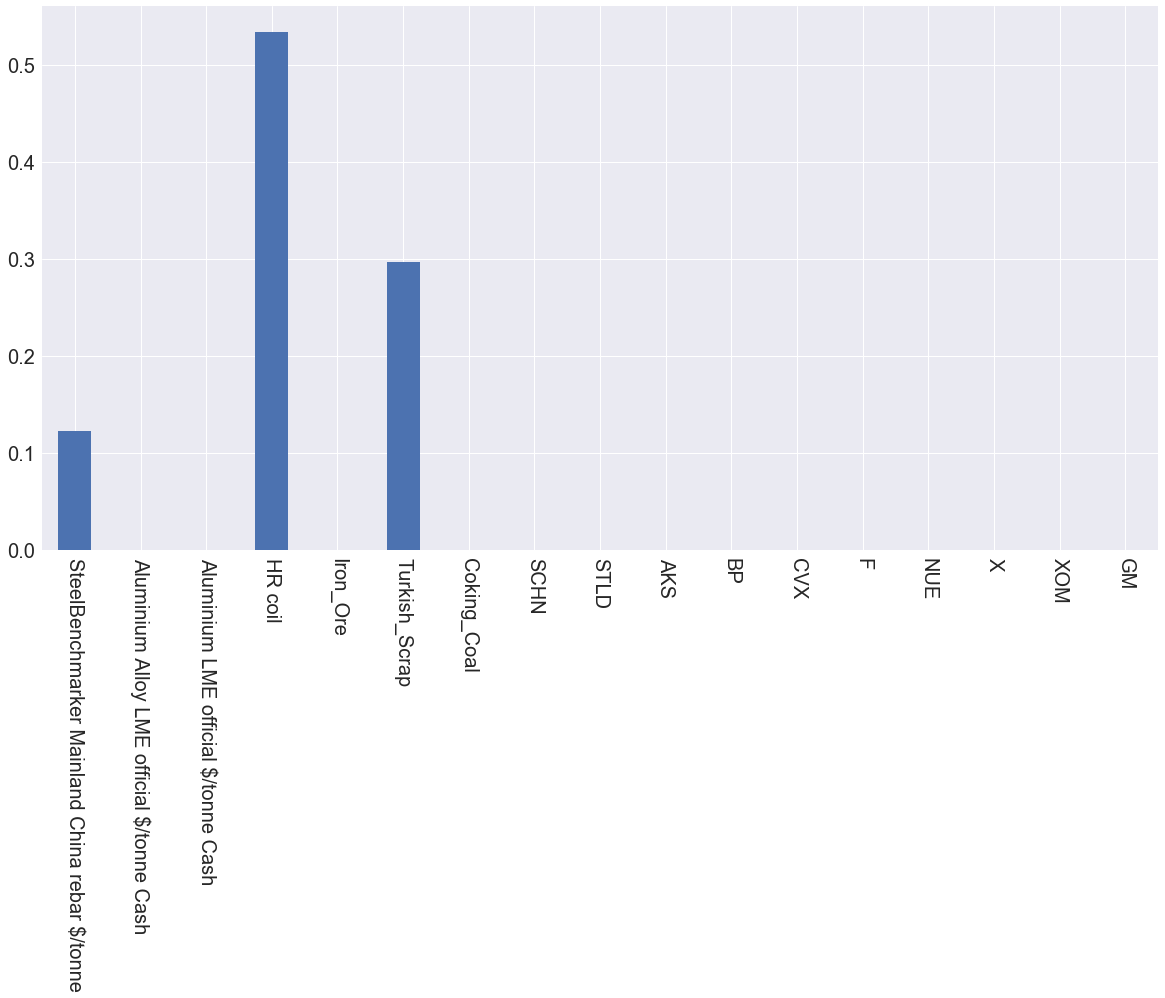 0.5
0.4
0.3
0.2
0.1
0.0
SteelBenchmarker Mainland China rebar $/tonne
Aluminium Alloy LME official $/tonne Cash
Aluminium LME official $/tonne Cash
HR coil
Iron_Ore
Turkish_Scrap
Coking_Coal
SCHN
STLD
AKS
BP
CVX
F
NUE
X
XOM
GM